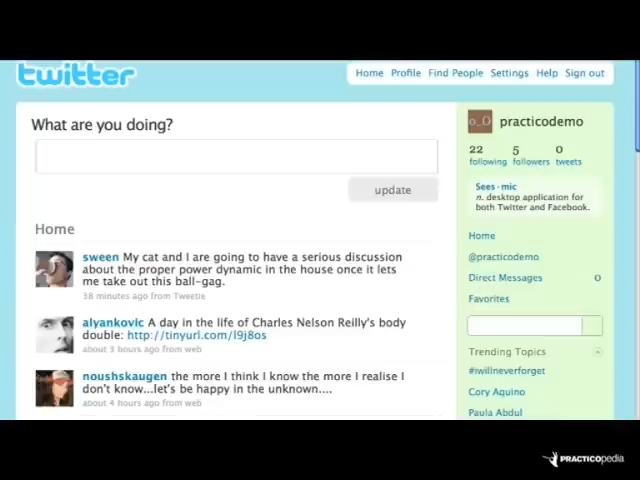 twitter
Home Profile Find People Settings Help Sign out
What are you doing?
update
Home
sween My cat and I are going to have a serious discussion
about the proper power dynamic in the house once it lets
me take out this ball-gag.
38 minutes ago from Tweetie
alyankovic A day in the life of Charles Nelson Reilly's body
double: http://tinyurl.com/l9j8os
about 3 hours ago from web
noushskaugen the more I think I know the more I realise I
don't know...let's be happy in the unknown....
about 4 hours ago from web
o_O practicodemo
22 5 0
following followers tweets
Sees·mic
n. desktop application for
both Twitter and Facebook.
Home
@practicodemo
Direct Messages 0
Favorites
Trending Topics
#iwillneverforget
Cory Aquino
Paula Abdul
PRACTICOpedia